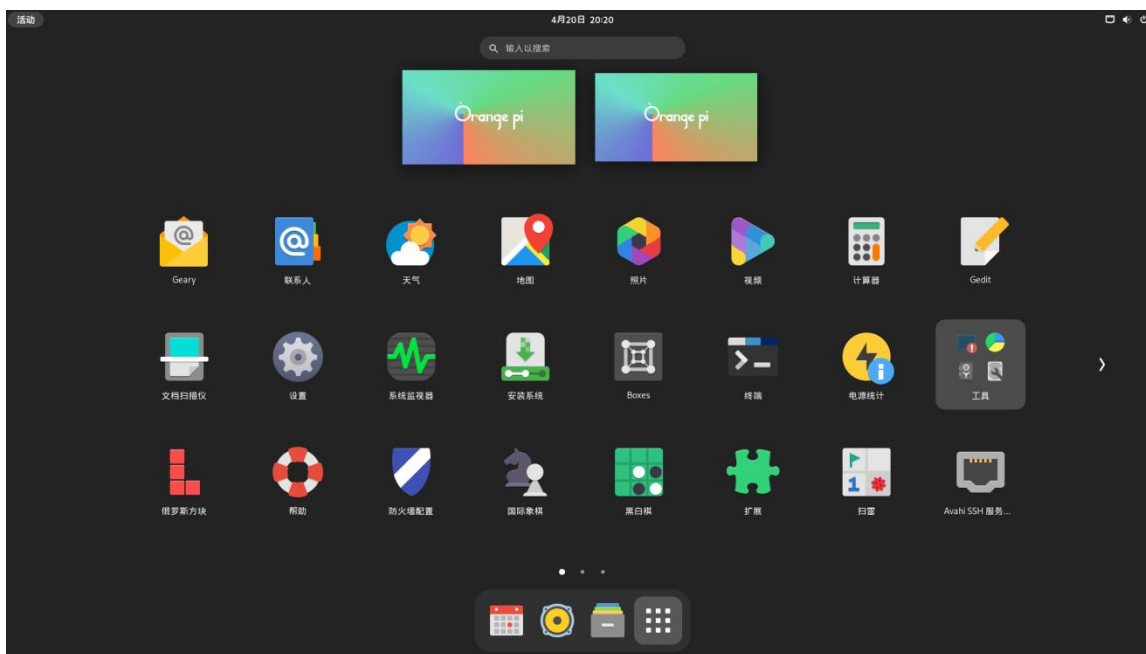 活动
4月20日 20:20
输入以搜索
Orange pi
Orange pi
Geary
联系人
天气
地图
照片
视频
计算器
Gedit
文档扫描仪
设置
系统监视器
安装系统
Boxes
终端
电源统计
工具
俄罗斯方块
帮助
防火墙配置
国际象棋
黑白棋
扩展
扫雷
Avahi SSH 服务...